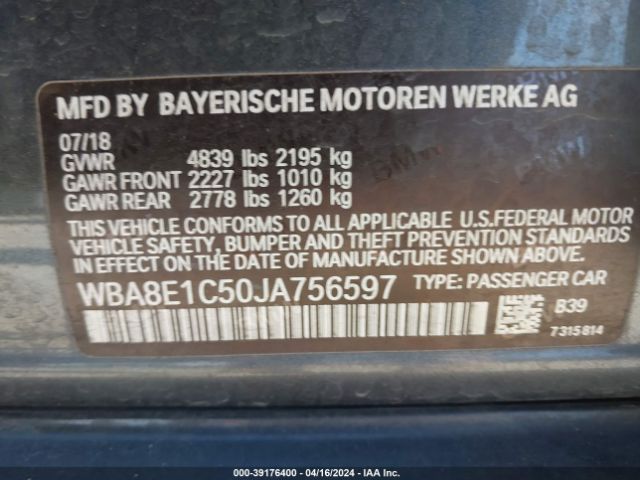 MFD BY BAYERISCHE MOTOREN WERKE AG
07/18
GVWR 4839 lbs 2195 kg
GAWR FRONT 2227 lbs 1010 kg
GAWR REAR 2778 lbs 1260 kg
THIS VEHICLE CONFORMS TO ALL APPLICABLE U.S.FEDERAL MOTOR
VEHICLE SAFETY, BUMPER AND THEFT PREVENTION STANDARDS
IN EFFECT ON THE DATE OF MANUFACTURE SHOWN ABOVE.
WBA8E1C50JA756597 TYPE: PASSENGER CAR
B39
7315814
000-39176400 - 04/16/2024 - IAAI.COM